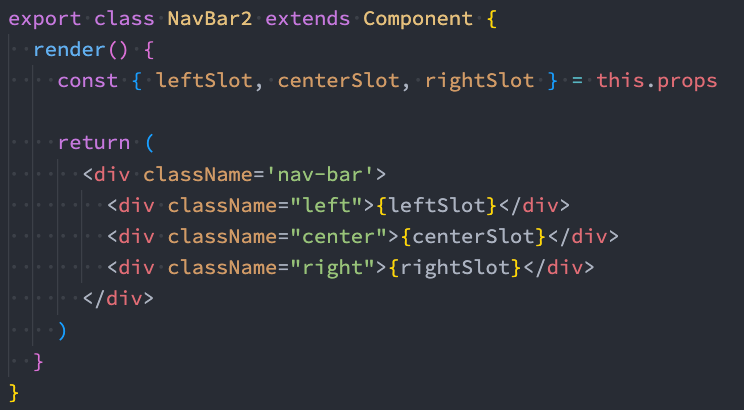 export class NavBar2 extends Component {
  render() {
    const { leftSlot, centerSlot, rightSlot } = this.props

    return (
      <div className='nav-bar'>
        <div className="left">{leftSlot}</div>
        <div className="center">{centerSlot}</div>
        <div className="right">{rightSlot}</div>
      </div>
    )
  }
}